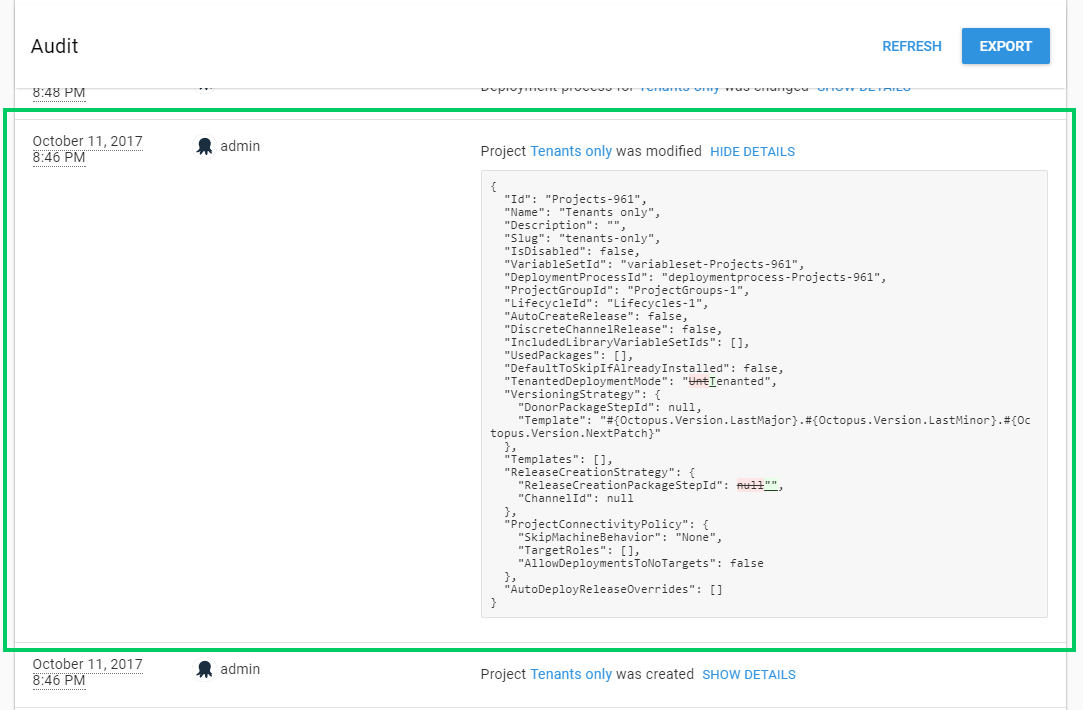 Audit
REFRESH
EXPORT
8:48 PM
Deployment process for Tenants only was changed SHOW DETAILS
October 11, 2017
8:46 PM
admin
Project Tenants only was modified HIDE DETAILS
{
"Id": "Projects-961",
"Name": "Tenants only",
"Description": "",
"Slug": "tenants-only",
"IsDisabled": false,
"VariableSetId": "variableset-Projects-961",
"DeploymentProcessId": "deploymentprocess-Projects-961",
"ProjectGroupId": "ProjectGroups-1",
"LifecycleId": "Lifecycles-1",
"AutoCreateRelease": false,
"DiscreteChannelRelease": false,
"IncludedLibraryVariableSetIds": [],
"UsedPackages": [],
"DefaultToSkipIfAlreadyInstalled": false,
"TenantedDeploymentMode": "UntTenanted",
"VersioningStrategy": {
"DonorPackageStepId": null,
"Template": "#{Octopus.Version.LastMajor}.#{Octopus.Version.LastMinor}.#{Oc
topus.Version.NextPatch}"
},
"Templates": [],
"ReleaseCreationStrategy": {
"ReleaseCreationPackageStepId": null"",
"ChannelId": null
},
"ProjectConnectivityPolicy": {
"SkipMachineBehavior": "None",
"TargetRoles": [],
"AllowDeploymentsToNoTargets": false
},
"AutoDeployReleaseOverrides": []
}
October 11, 2017
8:46 PM
admin
Project Tenants only was created SHOW DETAILS